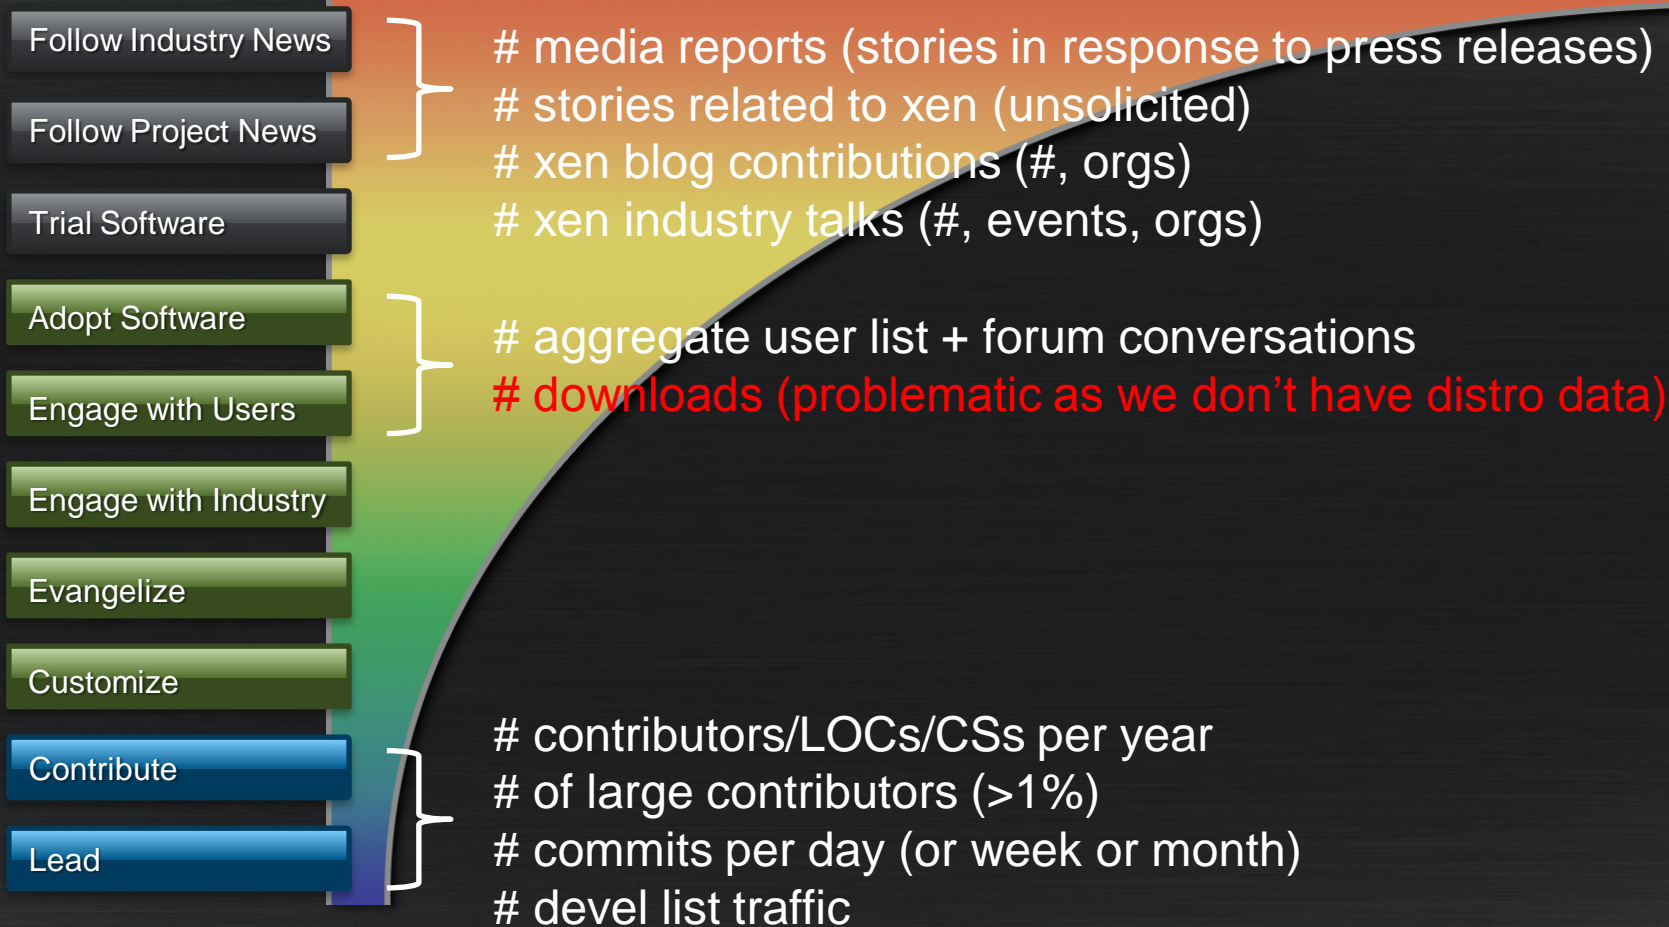 Follow Industry News
Follow Project News
Trial Software
Adopt Software
Engage with Users
Engage with Industry
Evangelize
Customize
Contribute
Lead
# media reports (stories in response to press releases)
# stories related to xen (unsolicited)
# xen blog contributions (#, orgs)
# xen industry talks (#, events, orgs)
# aggregate user list + forum conversations
# downloads (problematic as we don’t have distro data)
# contributors/LOCs/CSs per year
# of large contributors (>1%)
# commits per day (or week or month)
# devel list traffic